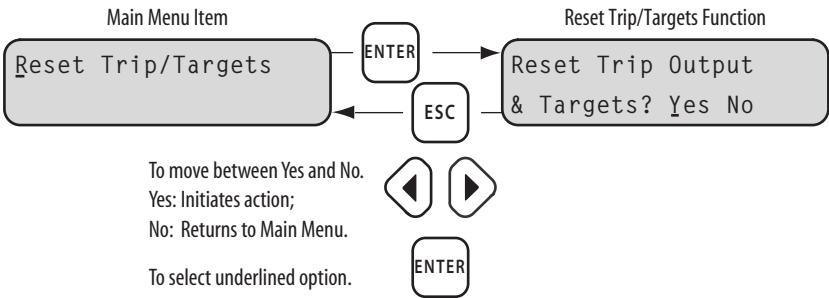 Main Menu Item
Reset Trip/Targets Function
Reset Trip/Targets
ENTER
Reset Trip Output
& Targets? Yes No
ESC
To move between Yes and No.
Yes: Initiates action;
No: Returns to Main Menu.
To select underlined option.
ENTER